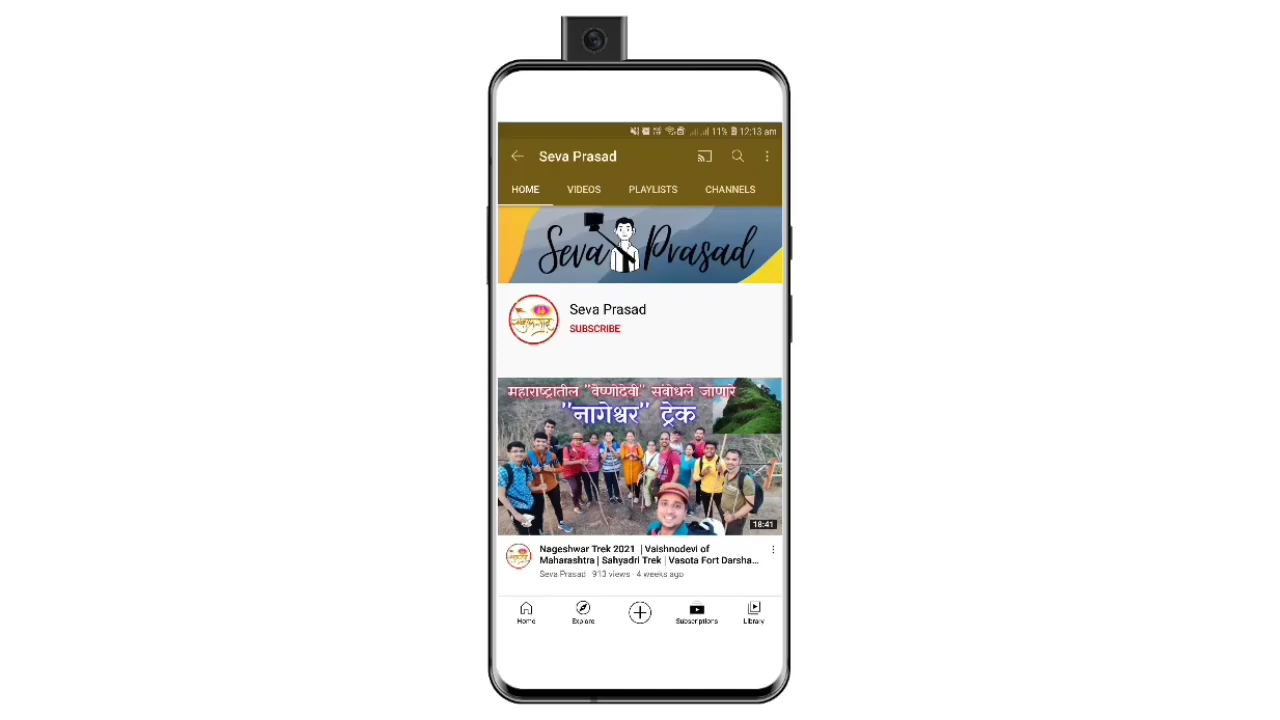 11% 12:13 am
Seva Prasad
HOME VIDEOS PLAYLISTS CHANNELS
Seva Prasad
Seva Prasad
SUBSCRIBE
महाराष्ट्रातील "वैष्णोदेवी" संबोधले जाणारे
"नागेश्वर" ट्रेक
18:41
Nageshwar Trek 2021 | Vaishnodevi of
Maharashtra | Sahyadri Trek | Vasota Fort Darsha...
Seva Prasad · 913 views · 4 weeks ago
Home Explore Subscriptions Library